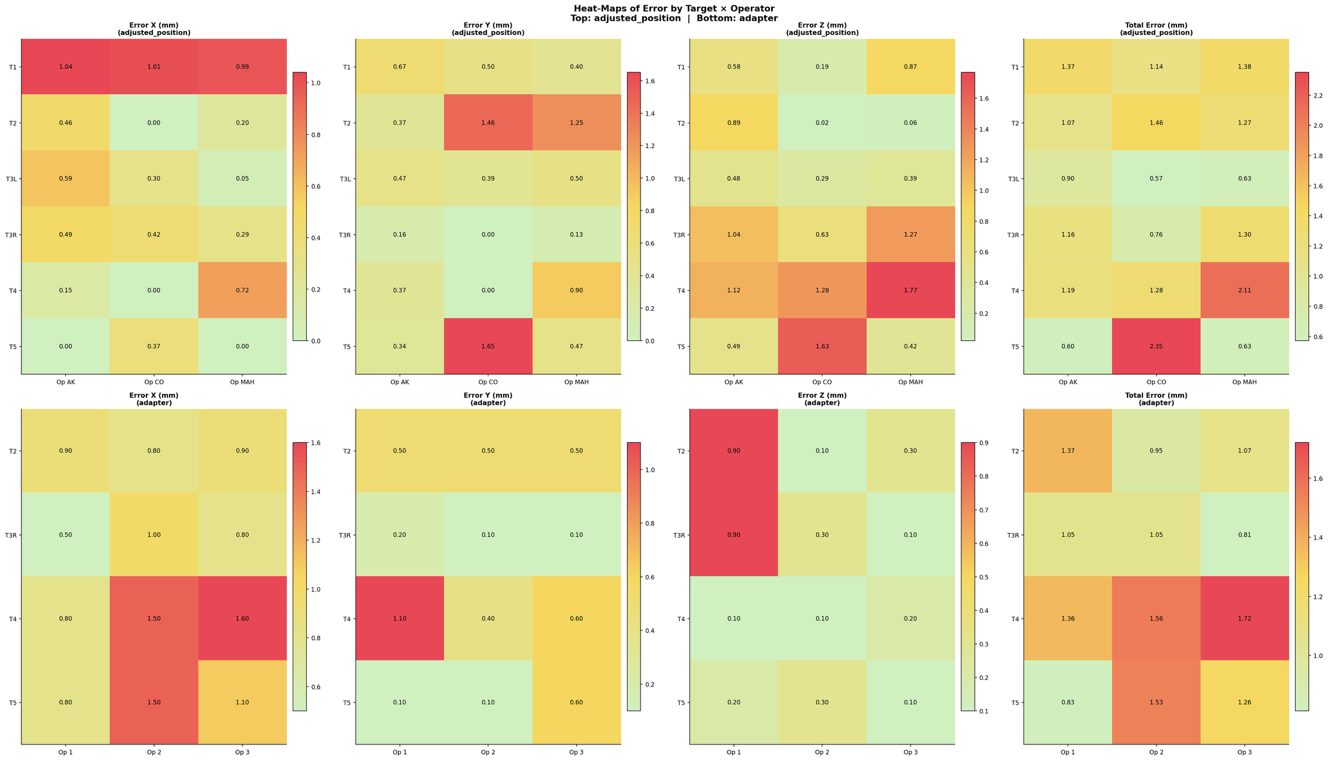 Heat-Maps of Error by Target × Operator
Top: adjusted_position | Bottom: adapter
Error X (mm)
(adjusted_position)
T1 1.04 1.01 0.99
T2 0.46 0.00 0.20
T3L 0.59 0.30 0.05
T3R 0.49 0.42 0.29
T4 0.15 0.00 0.72
T5 0.00 0.37 0.00
Op AK Op CO Op MAH
1.0
0.8
0.6
0.4
0.2
0.0
Error Y (mm)
(adjusted_position)
T1 0.67 0.50 0.40
T2 0.37 1.46 1.25
T3L 0.47 0.39 0.50
T3R 0.16 0.00 0.13
T4 0.37 0.00 0.90
T5 0.34 1.65 0.47
Op AK Op CO Op MAH
1.6
1.4
1.2
1.0
0.8
0.6
0.4
0.2
0.0
Error Z (mm)
(adjusted_position)
T1 0.58 0.19 0.87
T2 0.89 0.02 0.06
T3L 0.48 0.29 0.39
T3R 1.04 0.63 1.27
T4 1.12 1.28 1.77
T5 0.49 1.63 0.42
Op AK Op CO Op MAH
1.6
1.4
1.2
1.0
0.8
0.6
0.4
0.2
Total Error (mm)
(adjusted_position)
T1 1.37 1.14 1.38
T2 1.07 1.46 1.27
T3L 0.90 0.57 0.63
T3R 1.16 0.76 1.30
T4 1.19 1.28 2.11
T5 0.60 2.35 0.63
Op AK Op CO Op MAH
2.2
2.0
1.8
1.6
1.4
1.2
1.0
0.8
0.6
Error X (mm)
(adapter)
T2 0.90 0.80 0.90
T3R 0.50 1.00 0.80
T4 0.80 1.50 1.60
T5 0.80 1.50 1.10
Op 1 Op 2 Op 3
1.6
1.4
1.2
1.0
0.8
0.6
Error Y (mm)
(adapter)
T2 0.50 0.50 0.50
T3R 0.20 0.10 0.10
T4 1.10 0.40 0.60
T5 0.10 0.10 0.60
Op 1 Op 2 Op 3
1.0
0.8
0.6
0.4
0.2
Error Z (mm)
(adapter)
T2 0.90 0.10 0.30
T3R 0.90 0.30 0.10
T4 0.10 0.10 0.20
T5 0.20 0.30 0.10
Op 1 Op 2 Op 3
0.9
0.8
0.7
0.6
0.5
0.4
0.3
0.2
0.1
Total Error (mm)
(adapter)
T2 1.37 0.95 1.07
T3R 1.05 1.05 0.81
T4 1.36 1.56 1.72
T5 0.83 1.53 1.26
Op 1 Op 2 Op 3
1.6
1.4
1.2
1.0